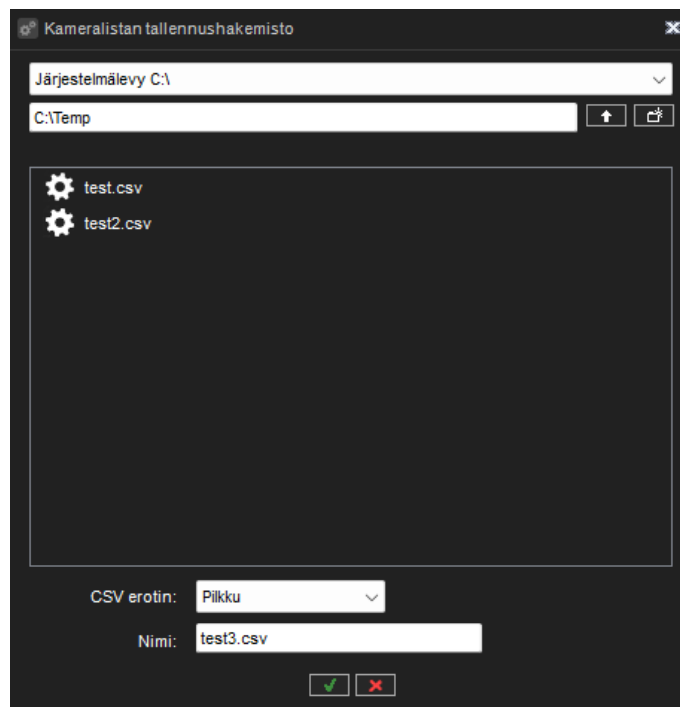 Kameralistan tallennushakemisto
Järjestelmälevy C:\
C:\Temp
test.csv
test2.csv
CSV erotin: Pilkku
Nimi: test3.csv